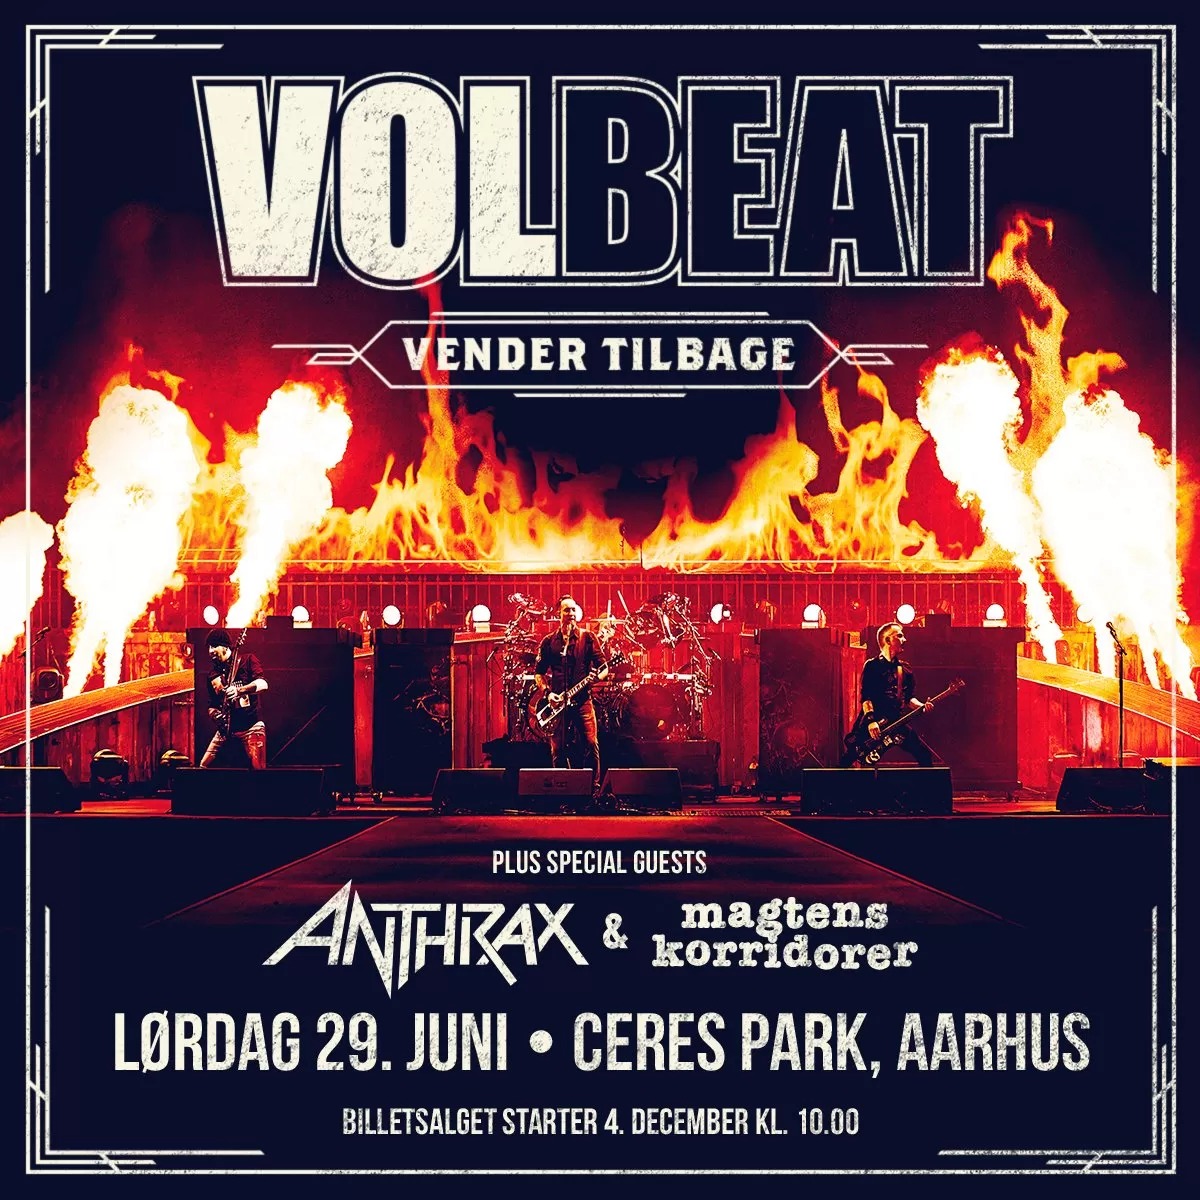 VOLBEAT
VENDER TILBAGE
PLUS SPECIAL GUESTS
ANTHRAX & magtens korridorer
LØRDAG 29. JUNI • CERES PARK, AARHUS
BILLETSALGET STARTER 4. DECEMBER KL. 10.00